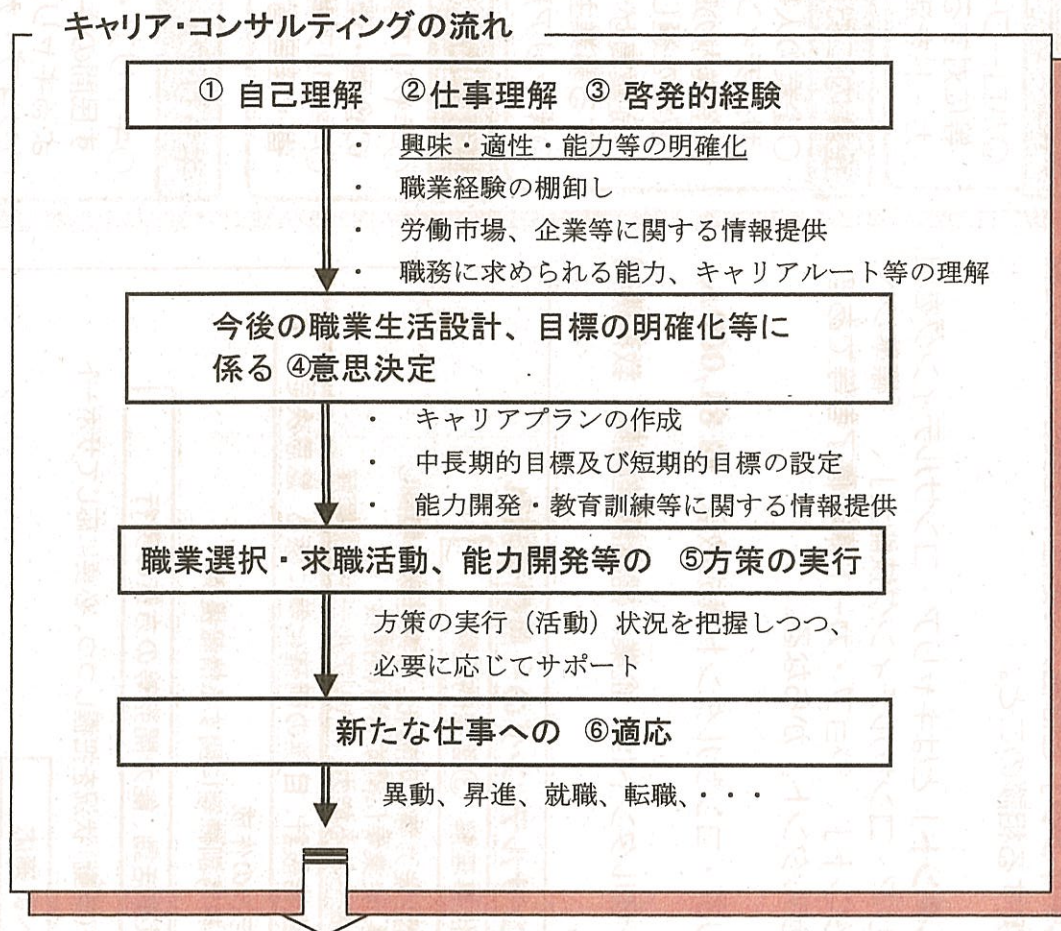 キャリア・コンサルティングの流れ
① 自己理解 ②仕事理解 ③ 啓発的経験
・ 興味・適性・能力等の明確化
・ 職業経験の棚卸し
・ 労働市場、企業等に関する情報提供
・ 職務に求められる能力、キャリアルート等の理解
今後の職業生活設計、目標の明確化等に
係る ④意思決定
・ キャリアプランの作成
・ 中長期的目標及び短期的目標の設定
・ 能力開発・教育訓練等に関する情報提供
職業選択・求職活動、能力開発等の ⑤方策の実行
方策の実行（活動）状況を把握しつつ、
必要に応じてサポート
新たな仕事への ⑥適応
異動、昇進、就職、転職、・・・